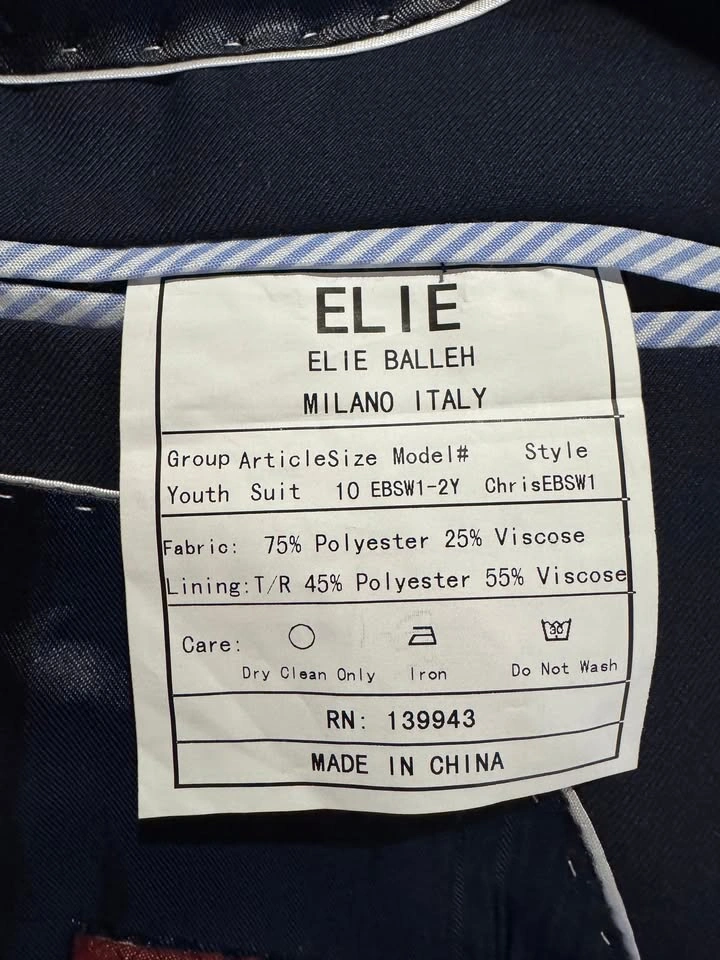 ELIE
ELIE BALLEH
MILANO ITALY
Group ArticleSize Model# Style
Youth Suit 10 EBSW1-2Y ChrisEBSW1
Fabric: 75% Polyester 25% Viscose
Lining:T/R 45% Polyester 55% Viscose
Care:
Dry Clean Only Iron Do Not Wash
RN: 139943
MADE IN CHINA